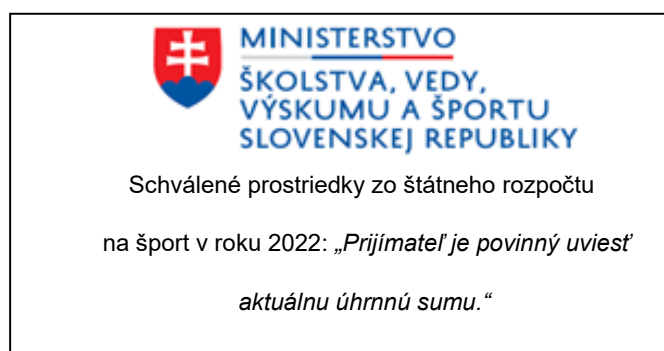 MINISTERSTVO
ŠKOLSTVA, VEDY,
VÝSKUMU A ŠPORTU
SLOVENSKEJ REPUBLIKY
Schválené prostriedky zo štátneho rozpočtu
na šport v roku 2022: „Prijímateľ je povinný uviesť
aktuálnu úhrnnú sumu.“